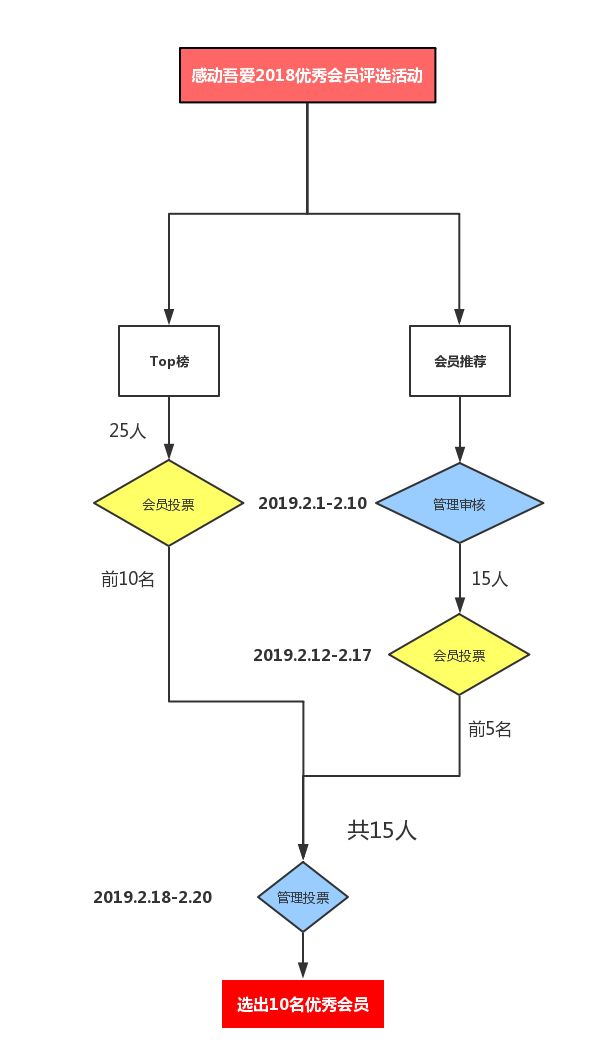 感动吾爱2018优秀会员评选活动
Top榜
会员推荐
25人
会员投票
2019.2.1-2.10
管理审核
前10名
15人
2019.2.12-2.17
会员投票
前5名
共15人
2019.2.18-2.20
管理投票
选出10名优秀会员